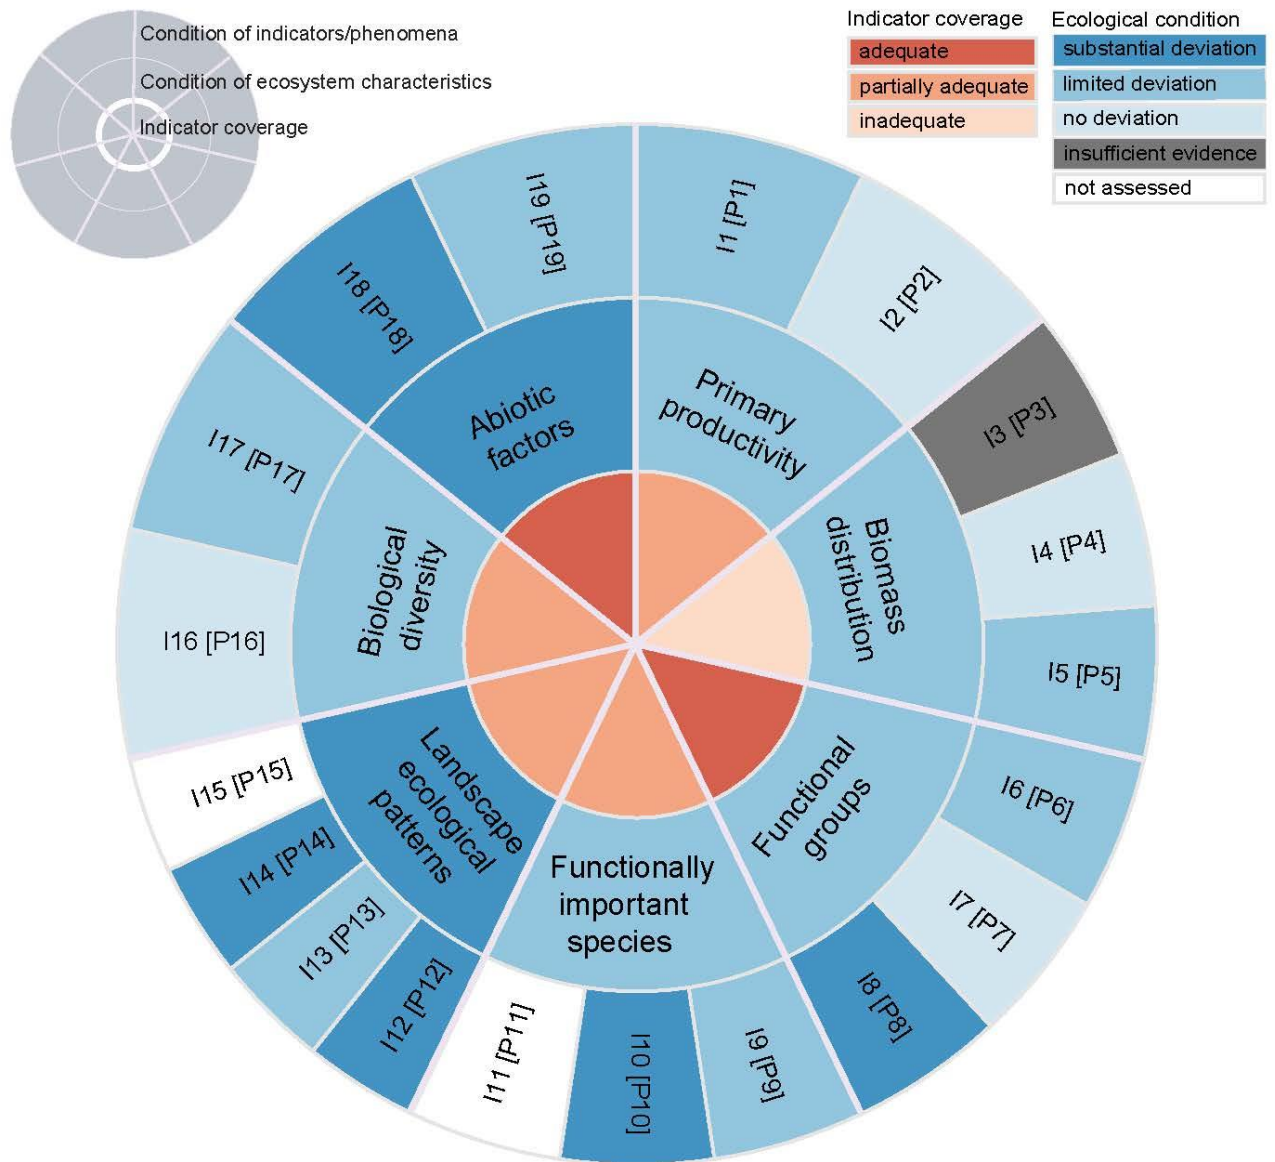 Condition of indicators/phenomena
Condition of ecosystem characteristics
Indicator coverage
Indicator coverage
adequate
partially adequate
inadequate
Ecological condition
substantial deviation
limited deviation
no deviation
insufficient evidence
not assessed
I1 [P1]
I2 [P2]
I3 [P3]
I4 [P4]
I5 [P5]
I6 [P6]
I7 [P7]
I8 [P8]
I9 [P9]
I10 [P10]
I11 [P11]
I12 [P12]
I13 [P13]
I14 [P14]
I15 [P15]
I16 [P16]
I17 [P17]
I18 [P18]
I19 [P19]
Primary
productivity
Biomass
distribution
Functional
groups
Functionally
important
species
Landscape
ecological
patterns
Biological
diversity
Abiotic
factors